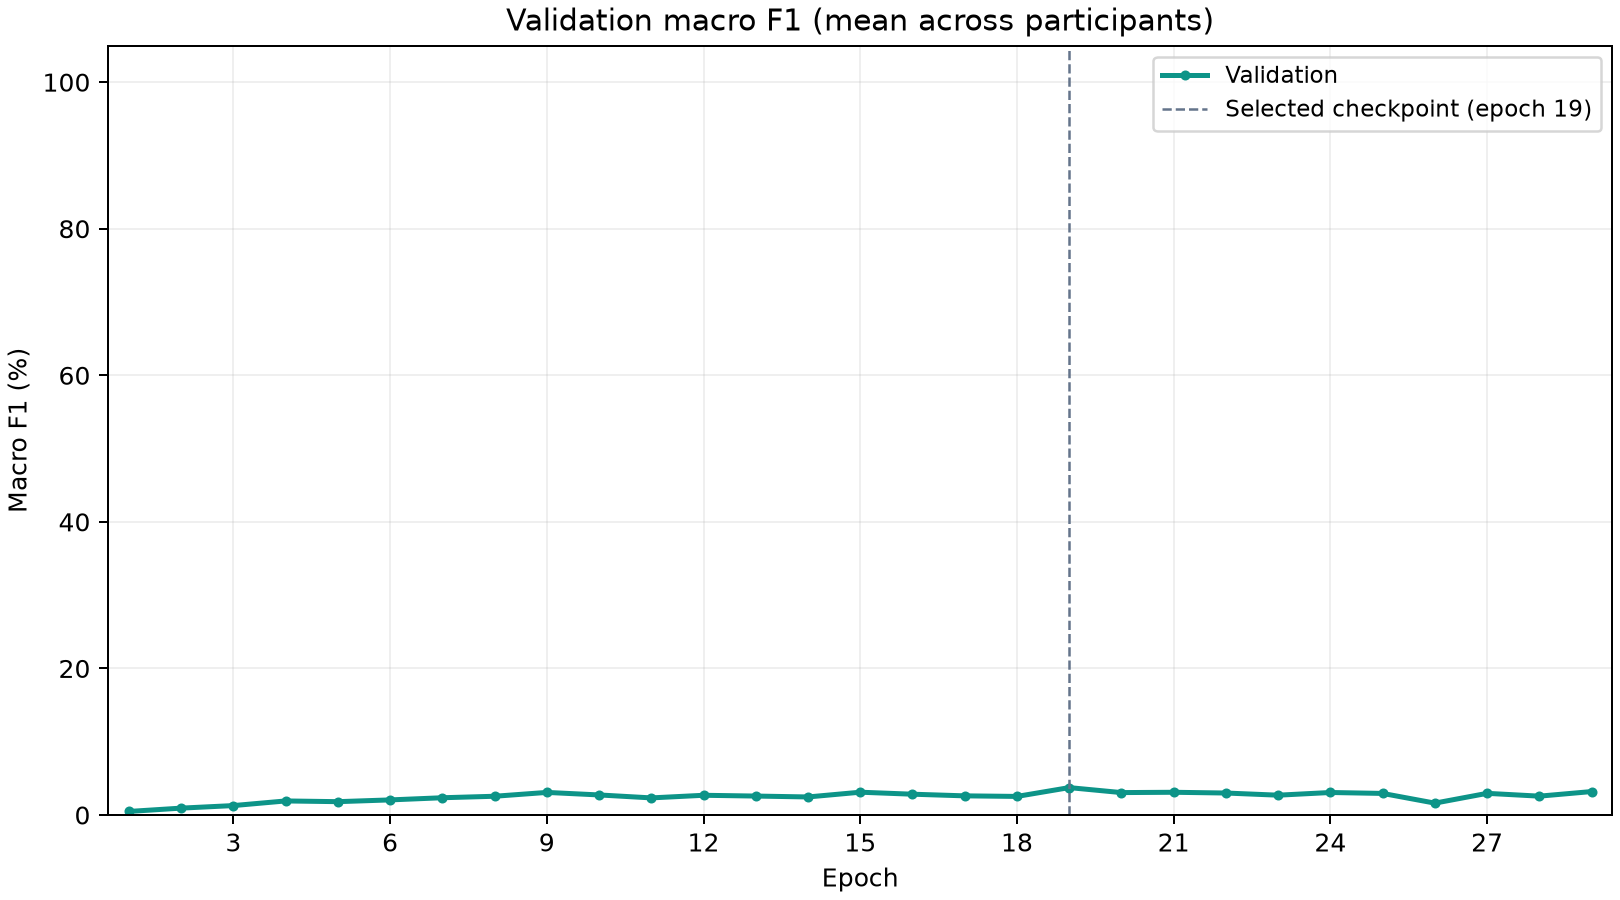 Validation macro F1 (mean across participants)
Validation
Selected checkpoint (epoch 19)
Macro F1 (%)
100
80
60
40
20
0
3 6 9 12 15 18 21 24 27
Epoch